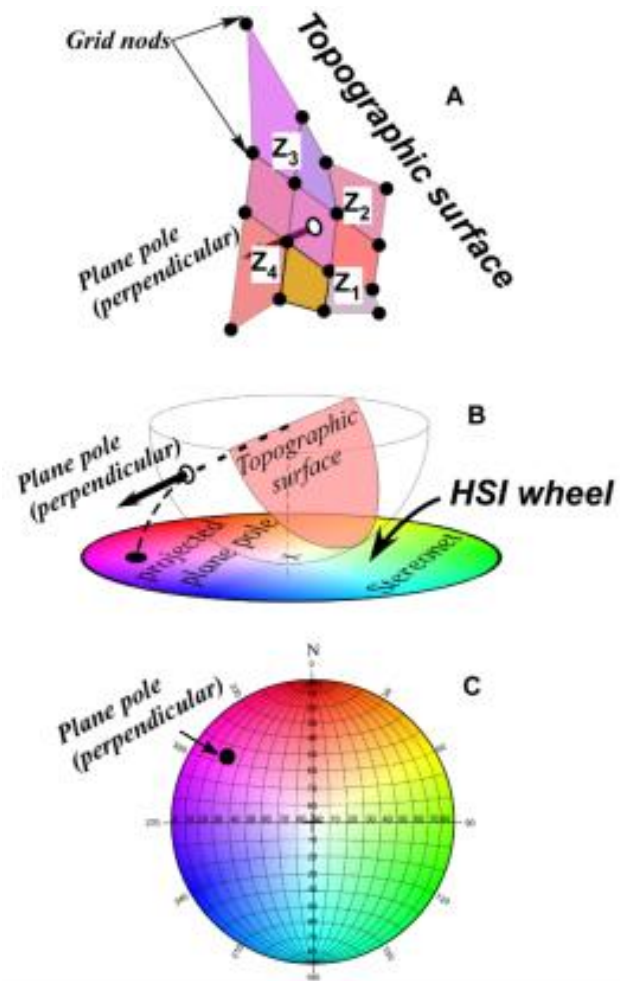 Grid nods
Topographic surface
A
Z3
Z2
Plane pole
(perpendicular)
Z4
Z1
B
Plane pole
(perpendicular)
Topographic
surface
HSI wheel
projected
plane pole
Stereonet
N
0
C
Plane pole
(perpendicular)